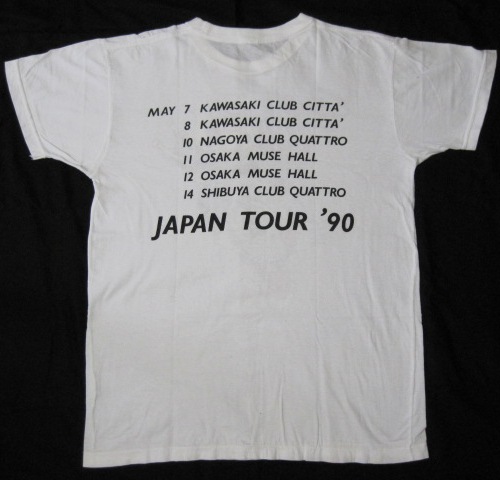 MAY 7 KAWASAKI CLUB CITTA'
8 KAWASAKI CLUB CITTA'
10 NAGOYA CLUB QUATTRO
11 OSAKA MUSE HALL
12 OSAKA MUSE HALL
14 SHIBUYA CLUB QUATTRO
JAPAN TOUR '90